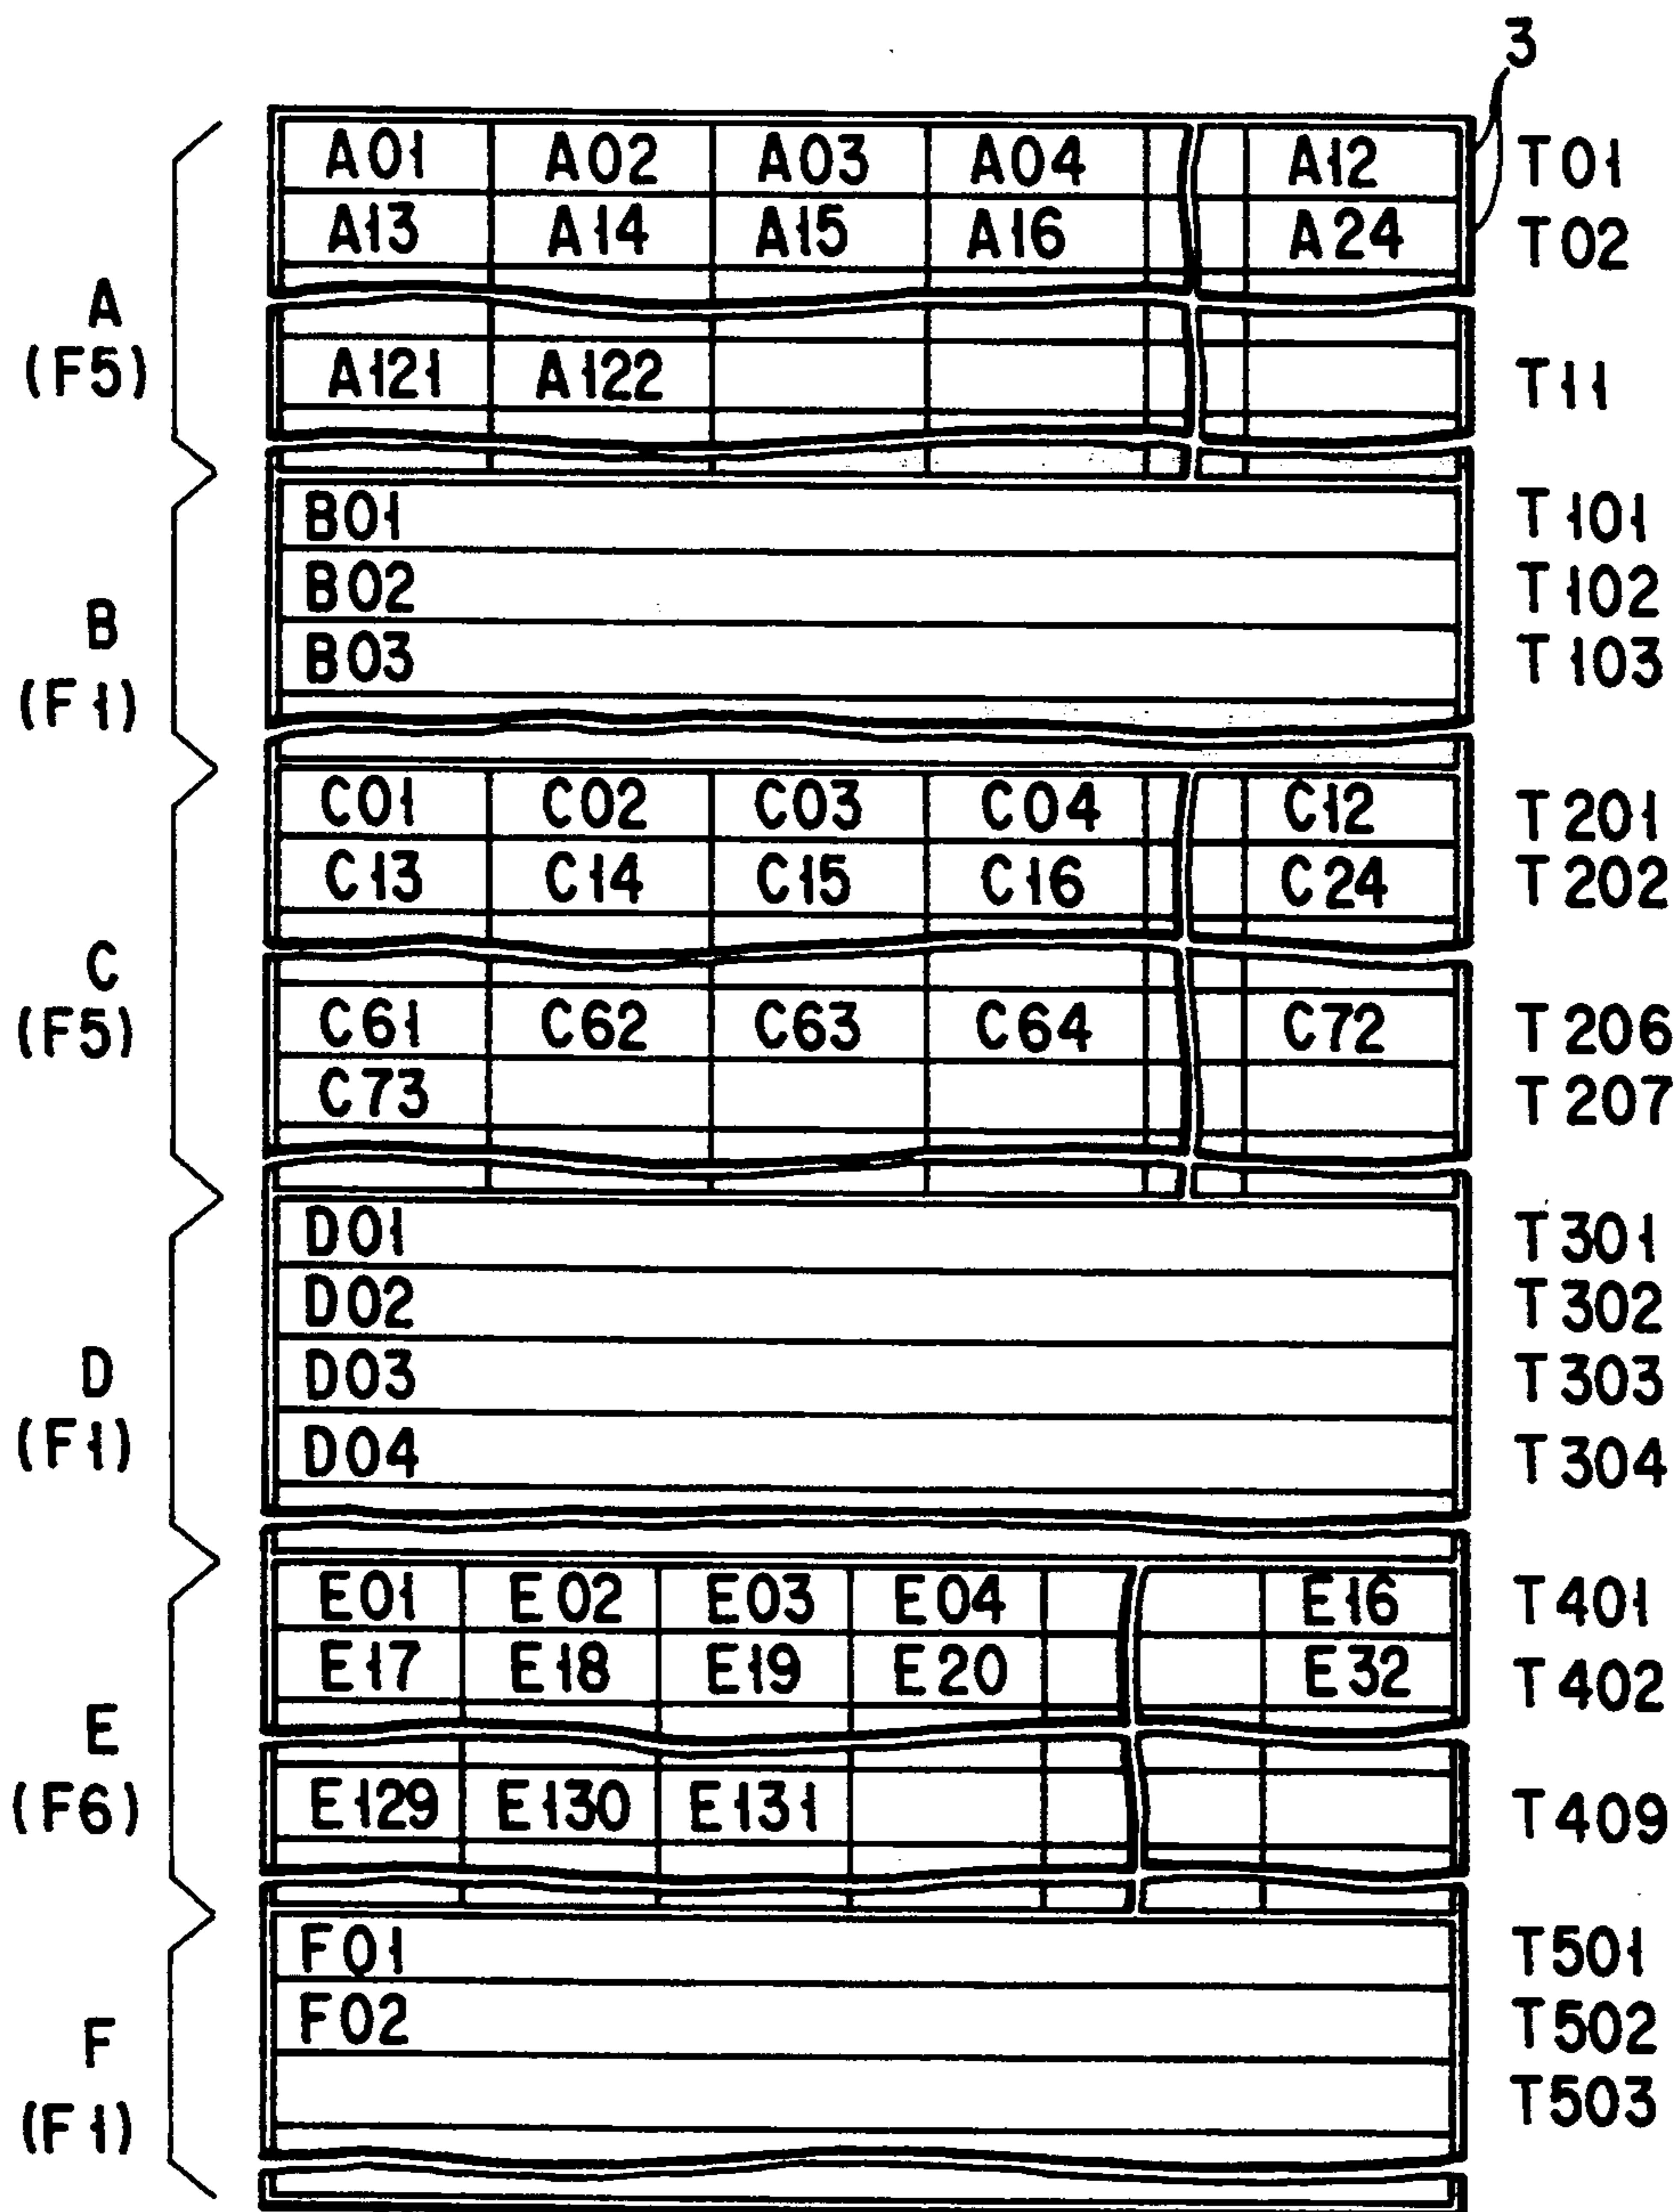 3
A01 A02 A03 A04 A12 T01
A13 A14 A15 A16 A24 T02
A
(F5)
A121 A122 T11
B01 T101
B02 T102
B
B03 T103
(F1)
C01 C02 C03 C04 C12 T201
C13 C14 C15 C16 C24 T202
C
(F5)
C61 C62 C63 C64 C72 T206
C73 T207
D01 T301
D02 T302
D
D03 T303
(F1)
D04 T304
E01 E02 E03 E04 E16 T401
E17 E18 E19 E20 E32 T402
E
(F6)
E129 E130 E131 T409
F01 T501
F02 T502
F
T503
(F1)